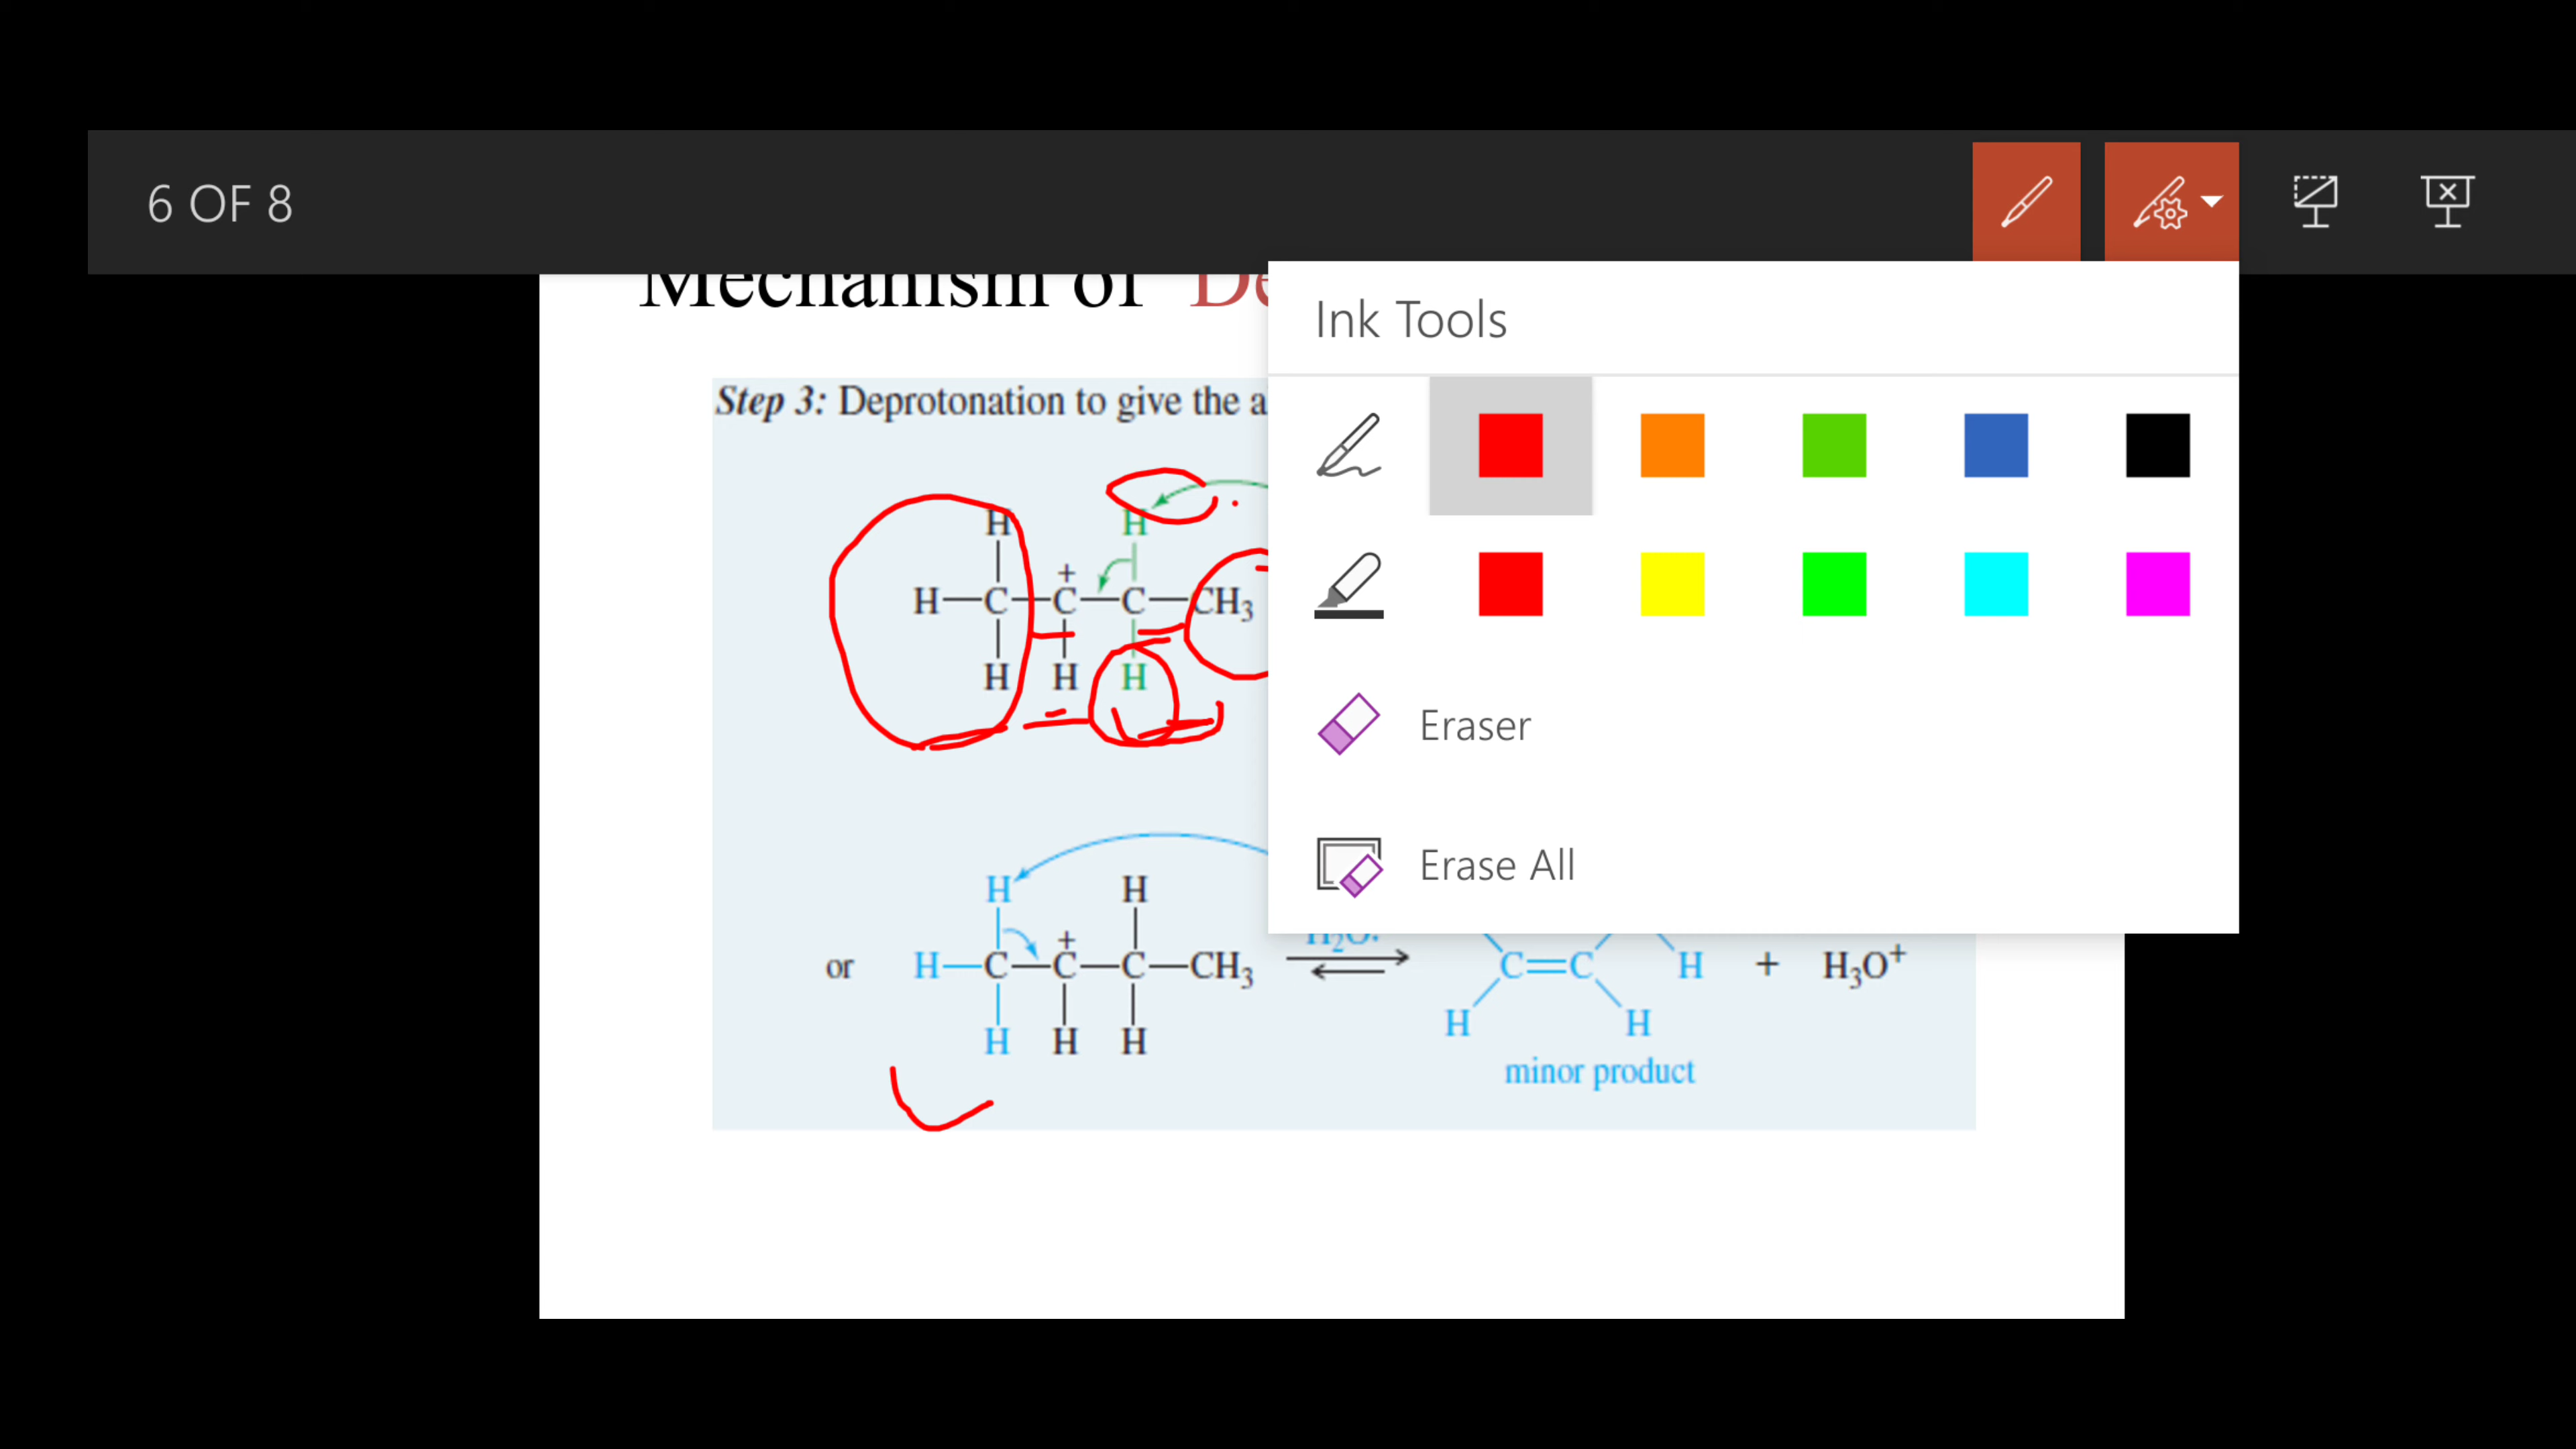 6 OF 8
Mechanism of De
Ink Tools
Step 3: Deprotonation to give the a
H H
+
H—C—C—C—CH₃
H H H
Eraser
Erase All
H H
+
or H—C—C—C—CH₃ H₂O: C=C H + H₃O⁺
H H H H H
minor product